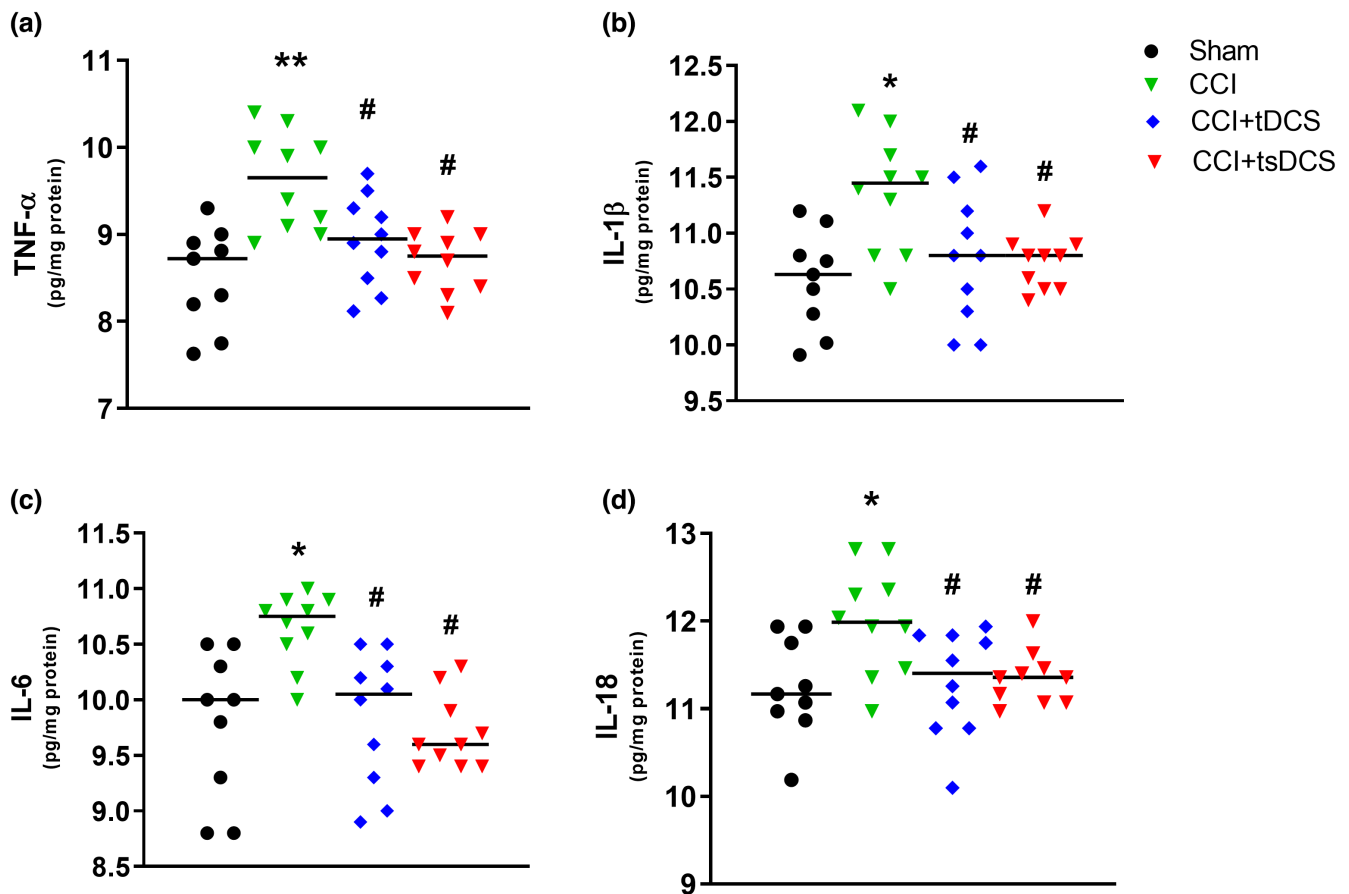 (a)
11
10
9
8
7
TNF-α
(pg/mg protein)
**
#
#
(b)
12.5
12.0
11.5
11.0
10.5
10.0
9.5
IL-1β
(pg/mg protein)
*
#
#
Sham
CCI
CCI+tDCS
CCI+tsDCS
(c)
11.5
11.0
10.5
10.0
9.5
9.0
8.5
IL-6
(pg/mg protein)
*
#
#
(d)
13
12
11
10
9
IL-18
(pg/mg protein)
*
#
#